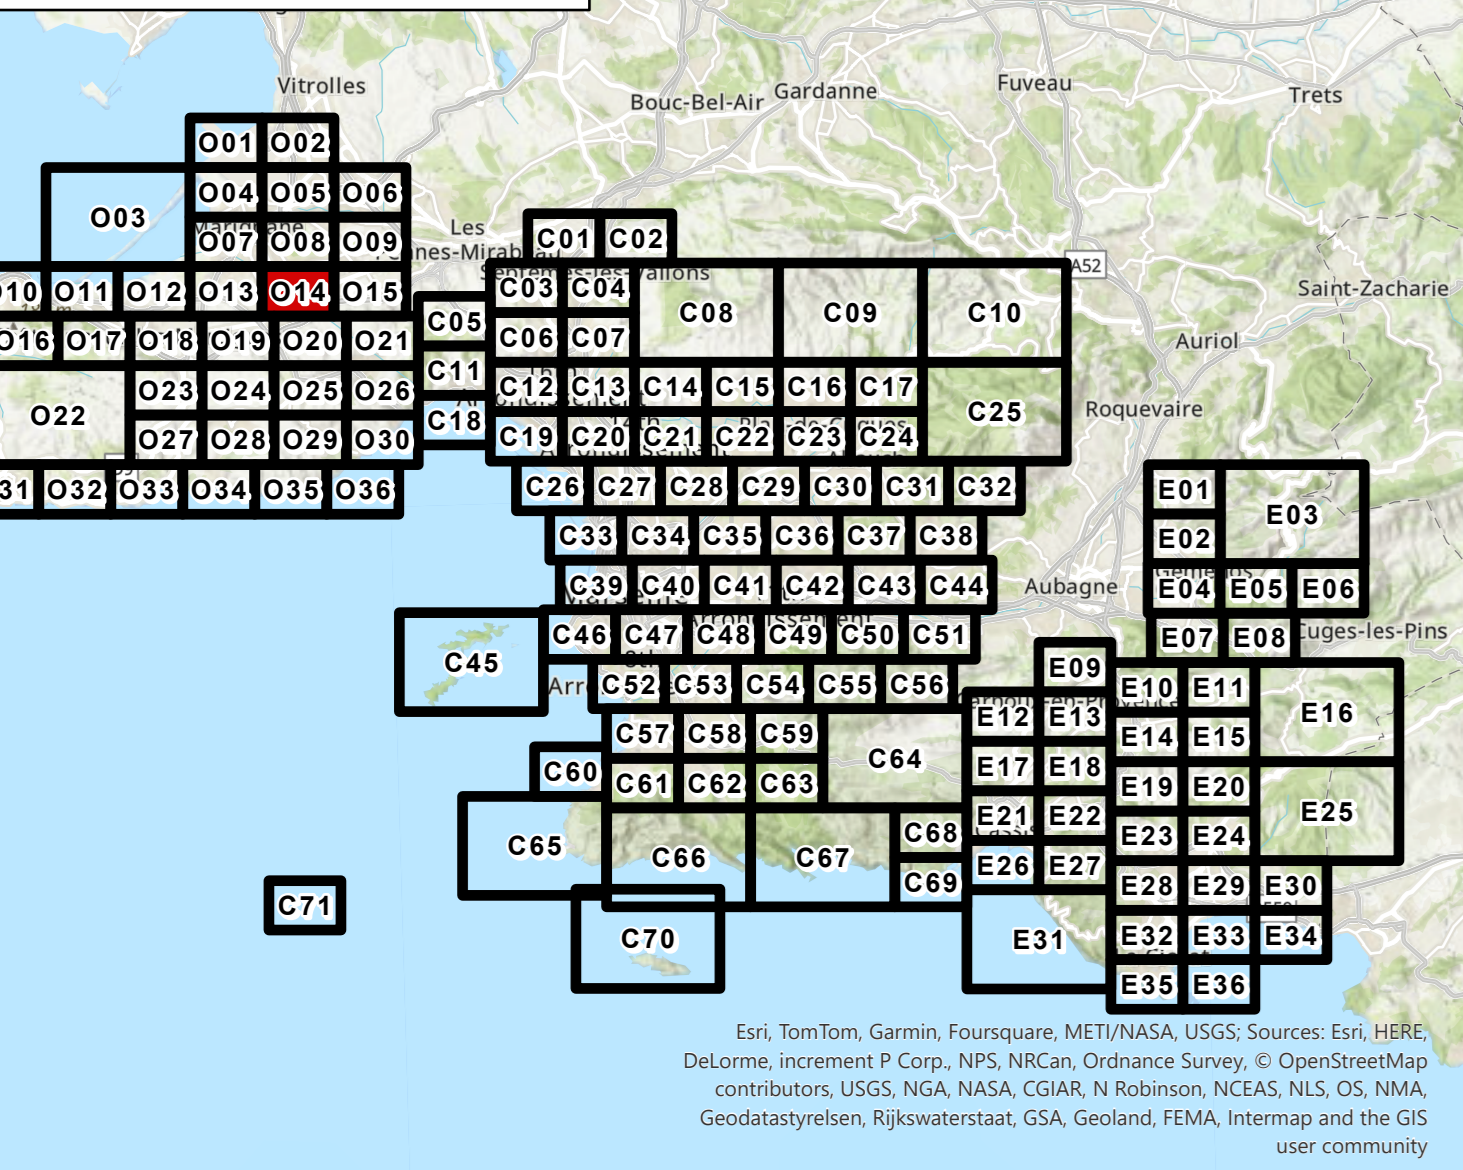 Vitrolles
Bouc-Bel-Air
Gardanne
Fuveau
Trets
O01 O02
O03 O04 O05 O06
Les
O07 O08 O09
C01 C02
A52
Septèmes-les-Vallons
Saint-Zacharie
O11 O12 O13 O14 O15
C03 C04
C05
C08 C09 C10
C06 C07
Auriol
O16 O17 O18 O19 O20 O21
C11
C12 C13 C14 C15 C16 C17
O22
O23 O24 O25 O26
C18
C25
Roquevaire
O27 O28 O29 O30
C19 C20 C21 C22 C23 C24
31 O32 O33 O34 O35 O36
C26 C27 C28 C29 C30 C31 C32
E01
E03
C33 C34 C35 C36 C37 C38
E02
C39 C40 C41 C42 C43 C44
Aubagne
Gémenos
E04 E05 E06
C45
C46 C47 C48 C49 C50 C51
E07 E08
Cuges-les-Pins
C52 C53 C54 C55 C56
E09
E10 E11
E16
C57 C58 C59
C64
E12 E13
E14 E15
C60
C61 C62 C63
E17 E18
E19 E20
E25
C65
C66 C67
C68
E21 E22
E23 E24
C69
E26 E27
E28 E29 E30
C71
C70
E31
E32 E33 E34
E35 E36
Esri, TomTom, Garmin, Foursquare, METI/NASA, USGS; Sources: Esri, HERE,
DeLorme, increment P Corp., NPS, NRCan, Ordnance Survey, © OpenStreetMap
contributors, USGS, NGA, NASA, CGIAR, N Robinson, NCEAS, NLS, OS, NMA,
Geodatastyrelsen, Rijkswaterstaat, GSA, Geoland, FEMA, Intermap and the GIS
user community